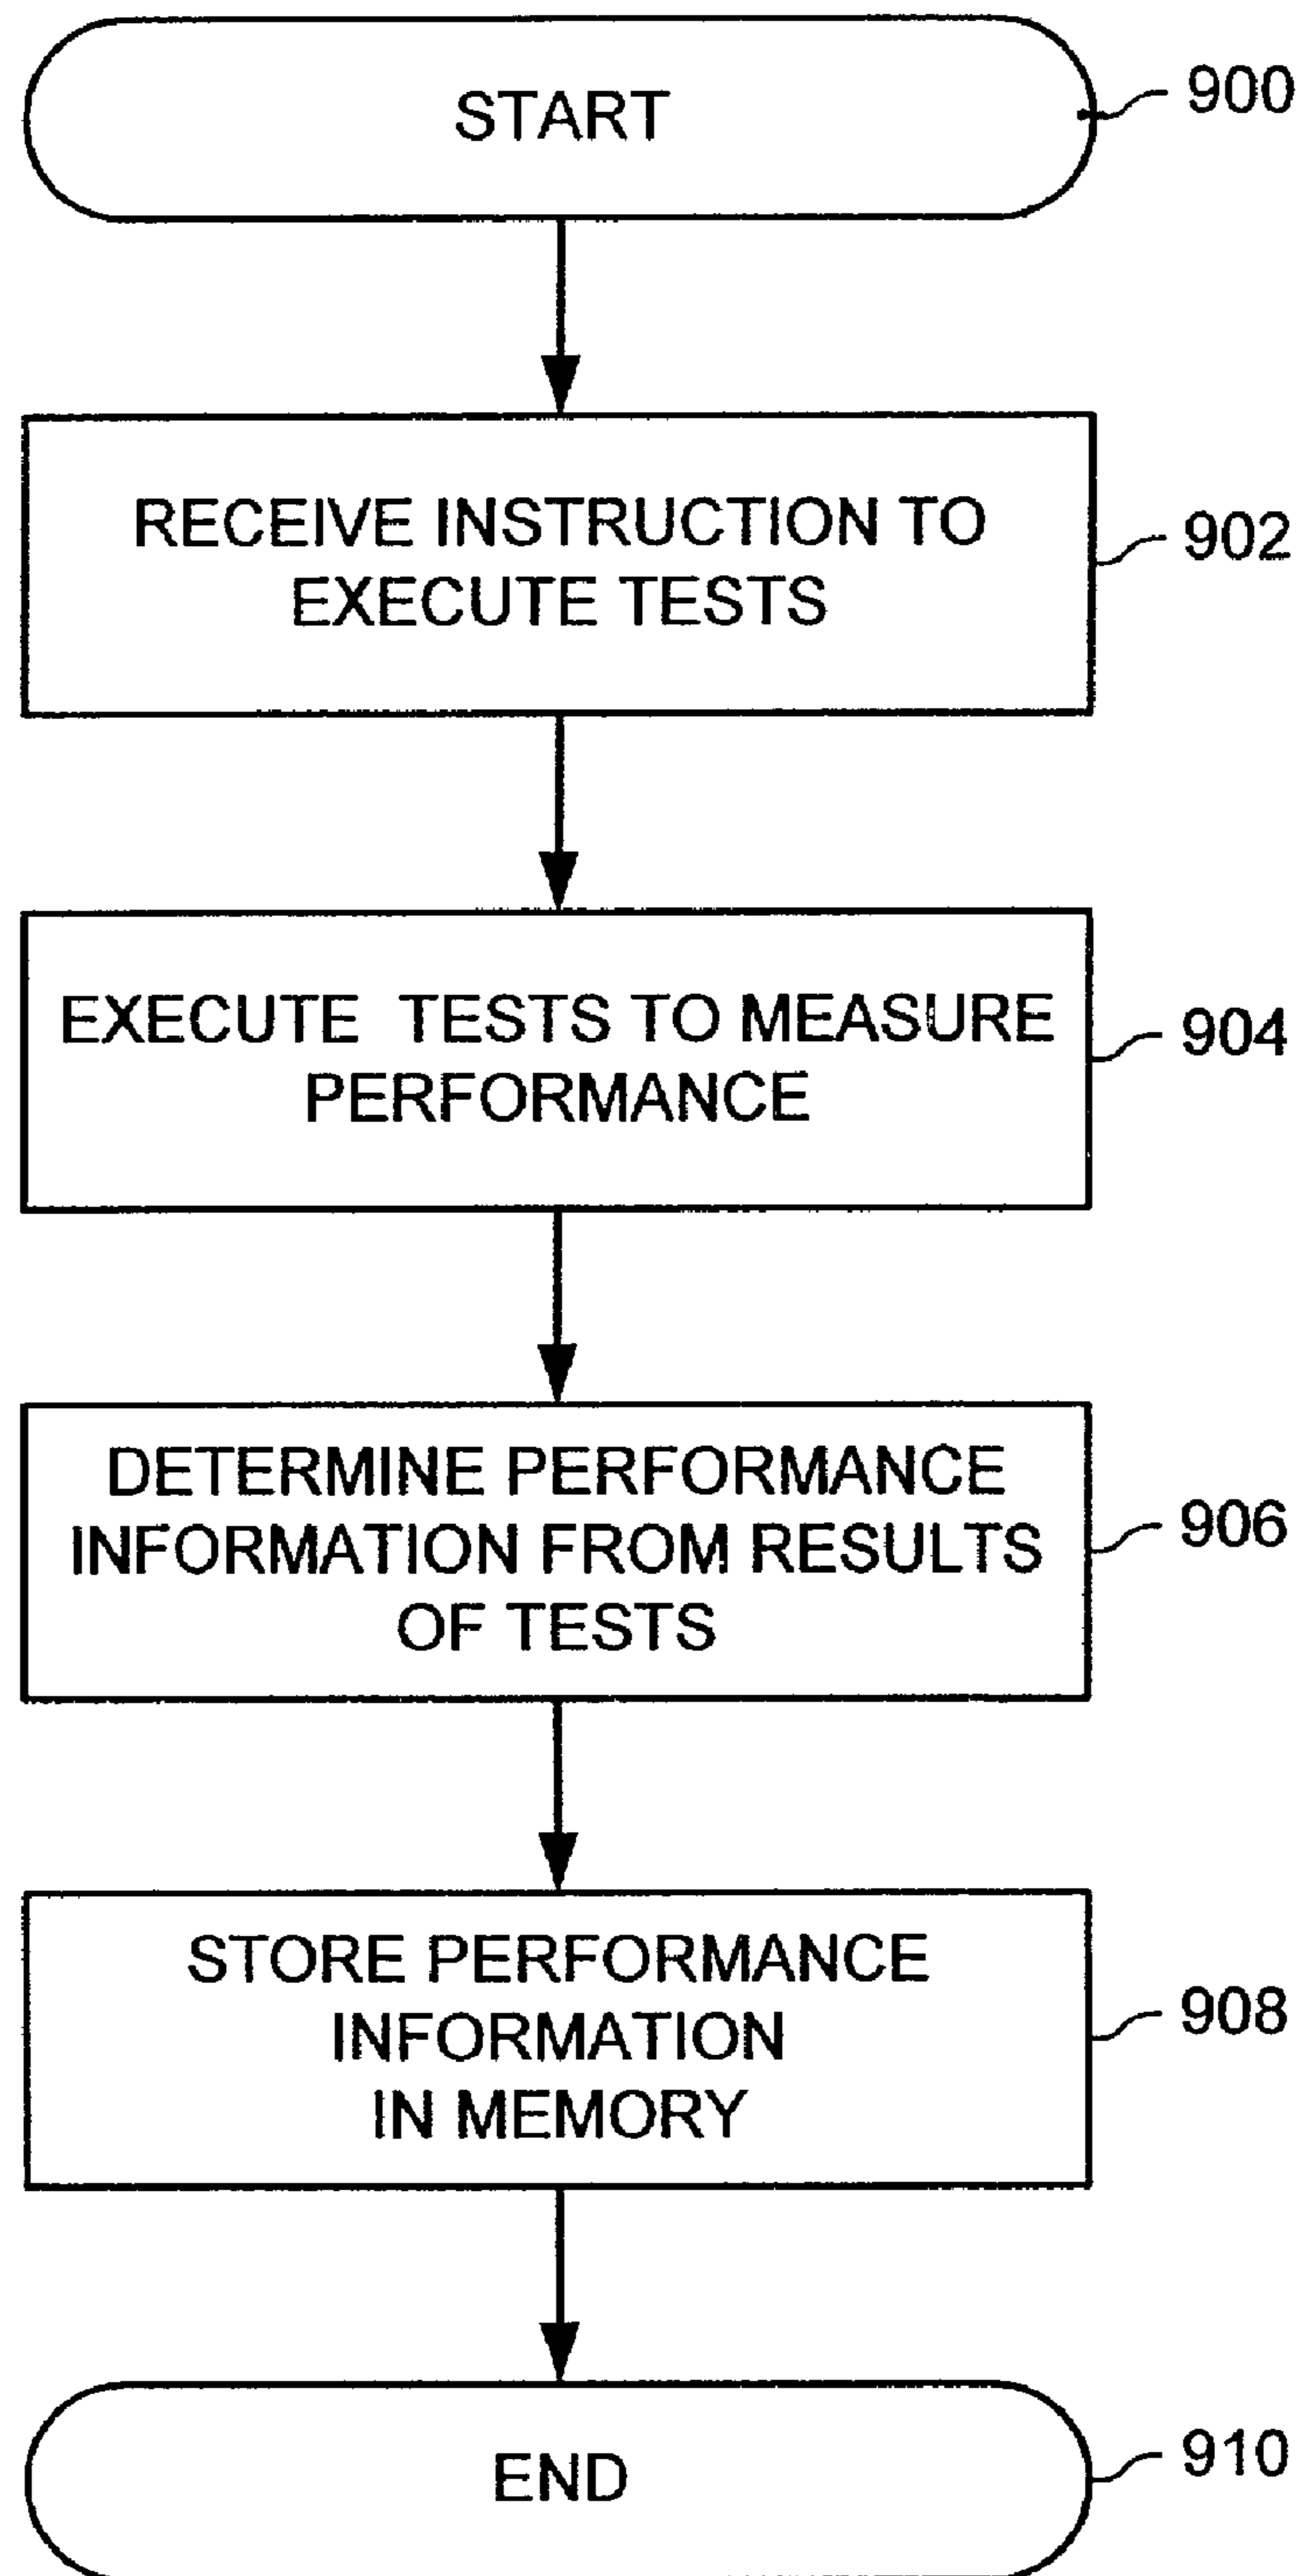 START
900
RECEIVE INSTRUCTION TO
EXECUTE TESTS
902
EXECUTE TESTS TO MEASURE
PERFORMANCE
904
DETERMINE PERFORMANCE
INFORMATION FROM RESULTS
OF TESTS
906
STORE PERFORMANCE
INFORMATION
IN MEMORY
908
END
910